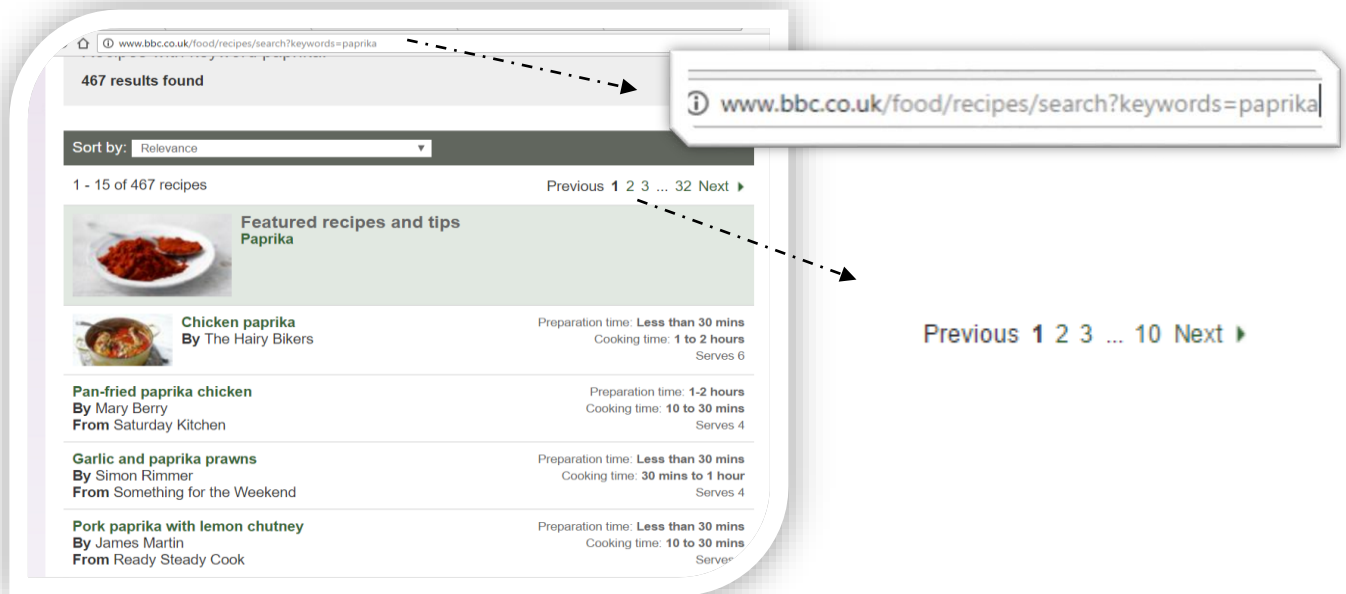 www.bbc.co.uk/food/recipes/search?keywords=paprika
Recipes with keyword paprika.
467 results found
Sort by: Relevance
1 - 15 of 467 recipes
Previous 1 2 3 ... 32 Next
Featured recipes and tips
Paprika
Chicken paprika
By The Hairy Bikers
Preparation time: Less than 30 mins
Cooking time: 1 to 2 hours
Serves 6
Pan-fried paprika chicken
By Mary Berry
From Saturday Kitchen
Preparation time: 1-2 hours
Cooking time: 10 to 30 mins
Serves 4
Garlic and paprika prawns
By Simon Rimmer
From Something for the Weekend
Preparation time: Less than 30 mins
Cooking time: 30 mins to 1 hour
Serves 4
Pork paprika with lemon chutney
By James Martin
From Ready Steady Cook
Preparation time: Less than 30 mins
Cooking time: 10 to 30 mins
Serves
www.bbc.co.uk/food/recipes/search?keywords=paprika
Previous 1 2 3 ... 10 Next